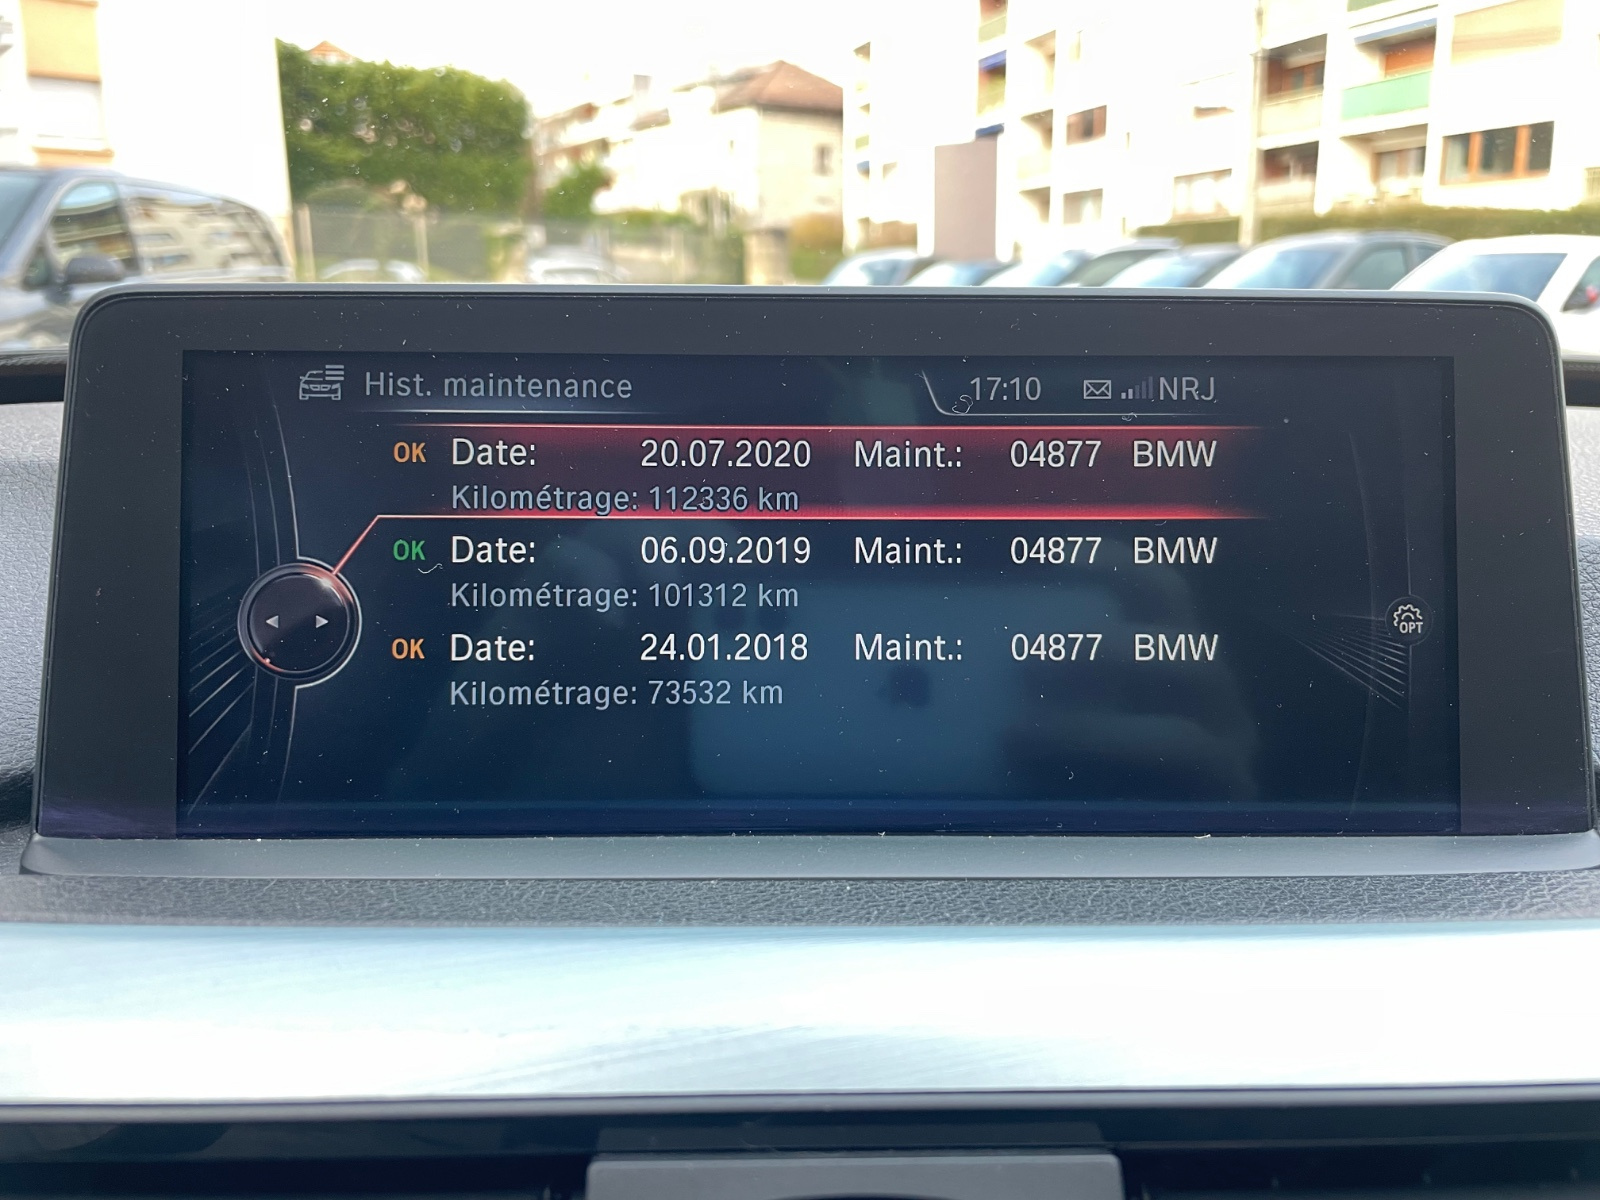 Hist. maintenance 17:10 NRJ
OK Date: 20.07.2020 Maint.: 04877 BMW
Kilométrage: 112336 km
OK Date: 06.09.2019 Maint.: 04877 BMW
Kilométrage: 101312 km
OK Date: 24.01.2018 Maint.: 04877 BMW
Kilométrage: 73532 km
OPT